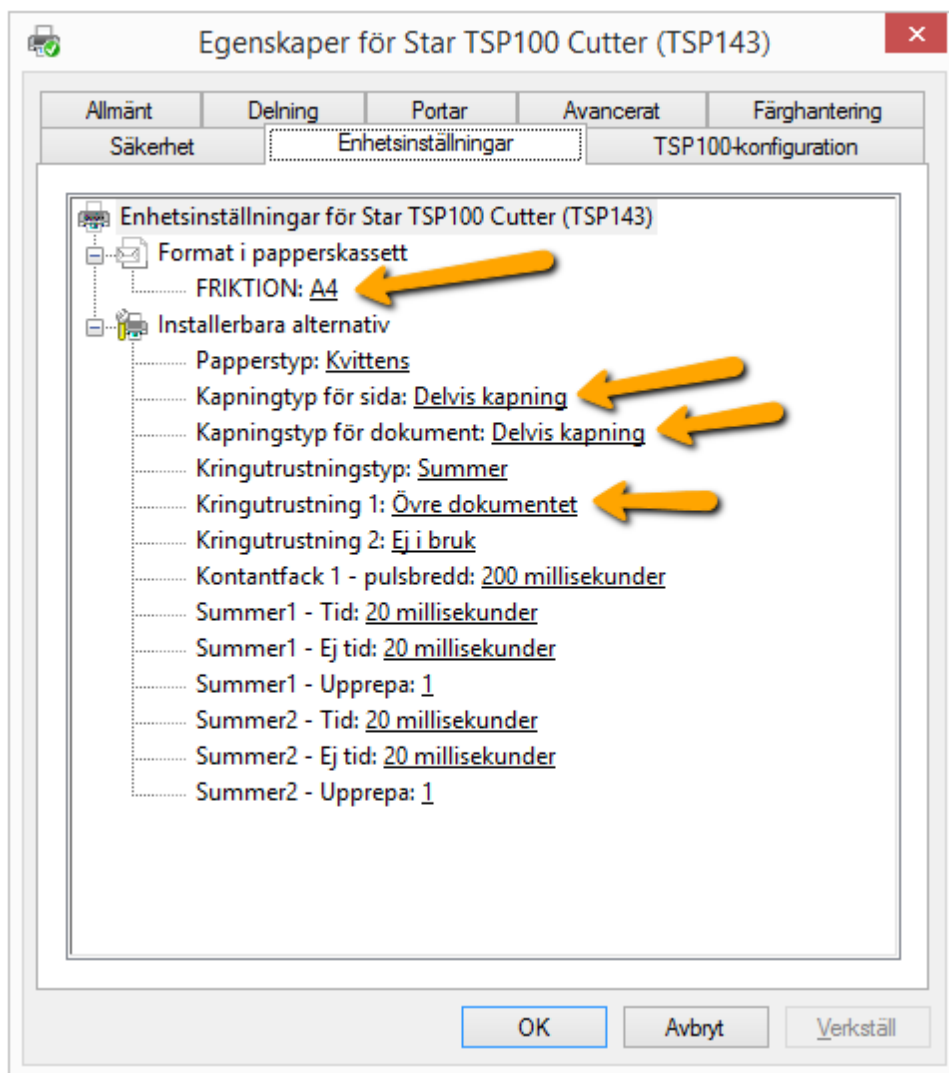 Egenskaper för Star TSP100 Cutter (TSP143)
Allmänt Delning Portar Avancerat Färghantering
Säkerhet Enhetsinställningar TSP100-konfiguration
Enhetsinställningar för Star TSP100 Cutter (TSP143)
Format i papperskassett
FRIKTION: A4
Installerbara alternativ
Papperstyp: Kvittens
Kapningtyp för sida: Delvis kapning
Kapningstyp för dokument: Delvis kapning
Kringutrustningstyp: Summer
Kringutrustning 1: Övre dokumentet
Kringutrustning 2: Ej i bruk
Kontantfack 1 - pulsbredd: 200 millisekunder
Summer1 - Tid: 20 millisekunder
Summer1 - Ej tid: 20 millisekunder
Summer1 - Upprepa: 1
Summer2 - Tid: 20 millisekunder
Summer2 - Ej tid: 20 millisekunder
Summer2 - Upprepa: 1
OK Avbryt Verkställ